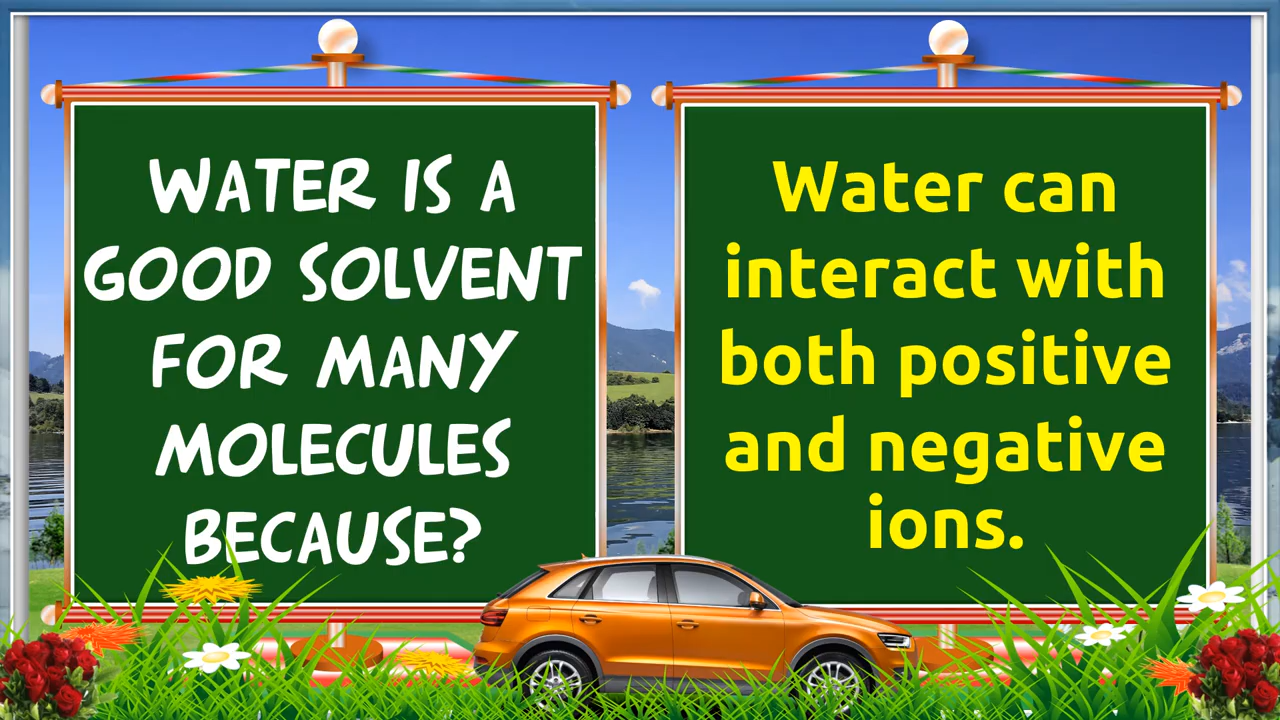 WATER IS A
GOOD SOLVENT
FOR MANY
MOLECULES
BECAUSE?
Water can
interact with
both positive
and negative
ions.